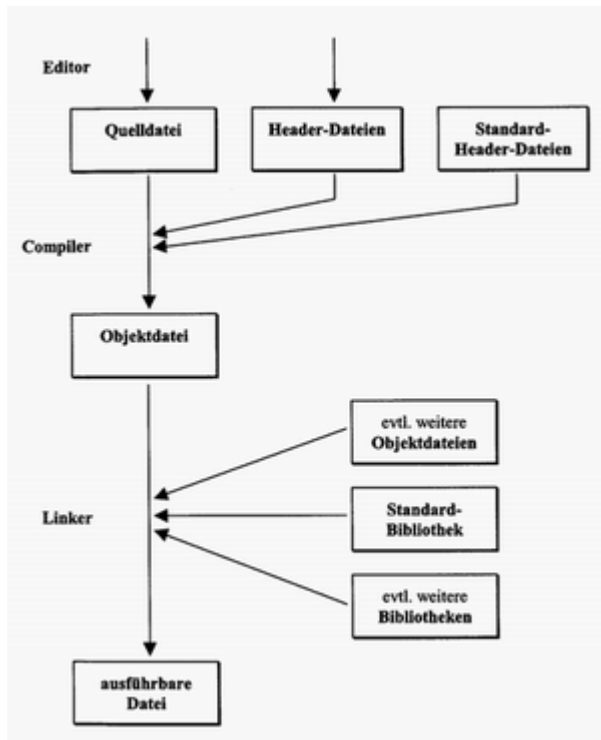 Editor
Quelldatei
Header-Dateien
Standard-
Header-Dateien
Compiler
Objektdatei
evtl. weitere
Objektdateien
Linker
Standard-
Bibliothek
evtl. weitere
Bibliotheken
ausführbare
Datei